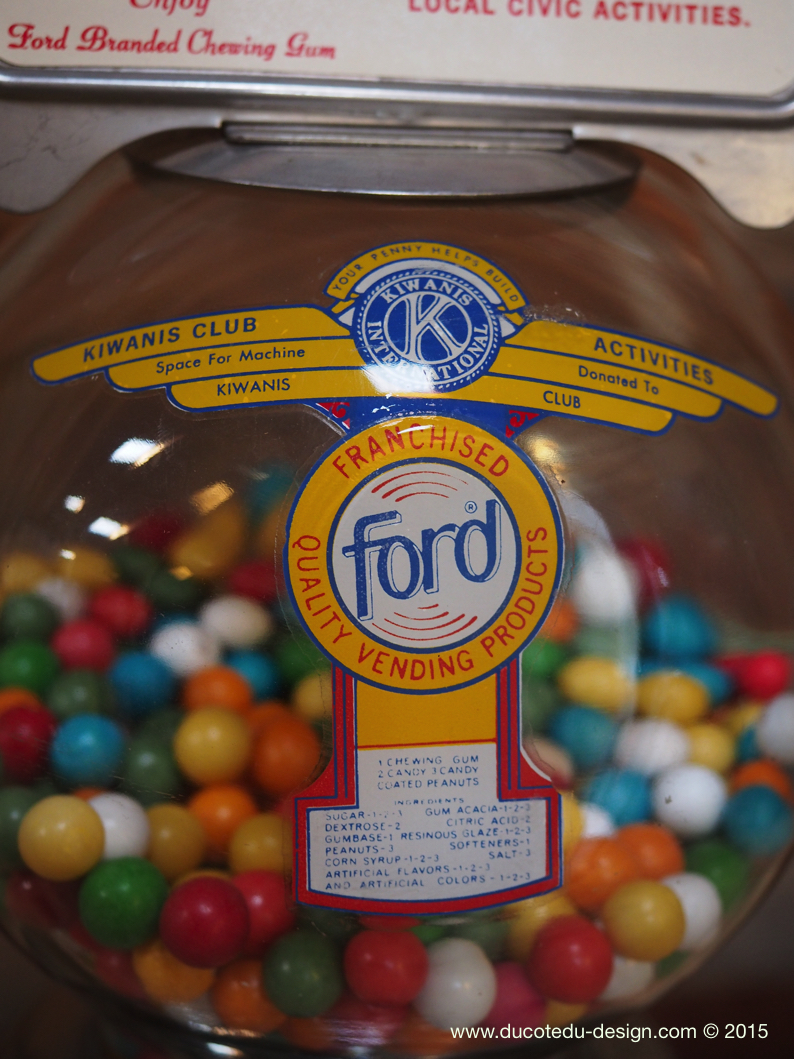 Enjoy
Ford Branded Chewing Gum
LOCAL CIVIC ACTIVITIES.
YOUR PENNY HELPS BUILD
KIWANIS
K
INTERNATIONAL
KIWANIS CLUB
Space For Machine
KIWANIS
ACTIVITIES
Donated To
CLUB
FRANCHISED
ford®
QUALITY VENDING PRODUCTS
1 CHEWING GUM
2 CANDY 3 CANDY
COATED PEANUTS
INGREDIENTS
SUGAR-1-2-3 GUM ACACIA-1-2-3
DEXTROSE-2 CITRIC ACID-2
GUMBASE-1 RESINOUS GLAZE-1-2-3
PEANUTS-3 SOFTENERS-1
CORN SYRUP-1-2-3 SALT-3
ARTIFICIAL FLAVORS-1-2-3
AND ARTIFICIAL COLORS-1-2-3
www.ducotedu-design.com © 2015